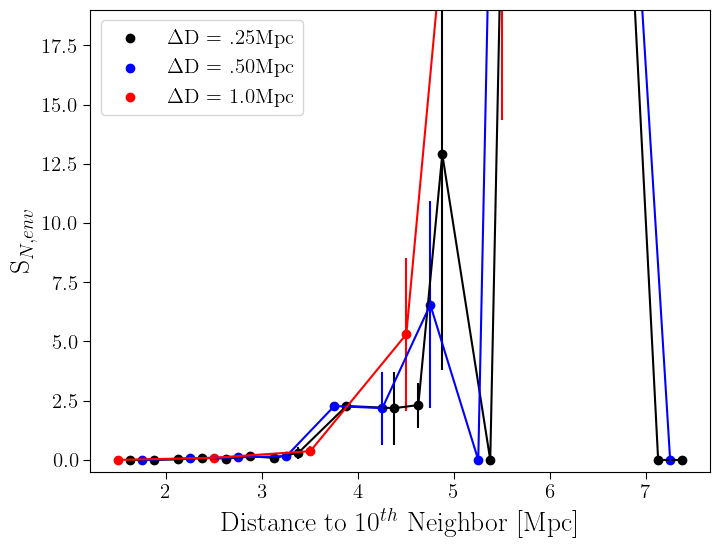 ΔD = .25Mpc
ΔD = .50Mpc
ΔD = 1.0Mpc
17.5
15.0
12.5
10.0
7.5
5.0
2.5
0.0
S_{N,env}
2 3 4 5 6 7
Distance to 10^{th} Neighbor [Mpc]